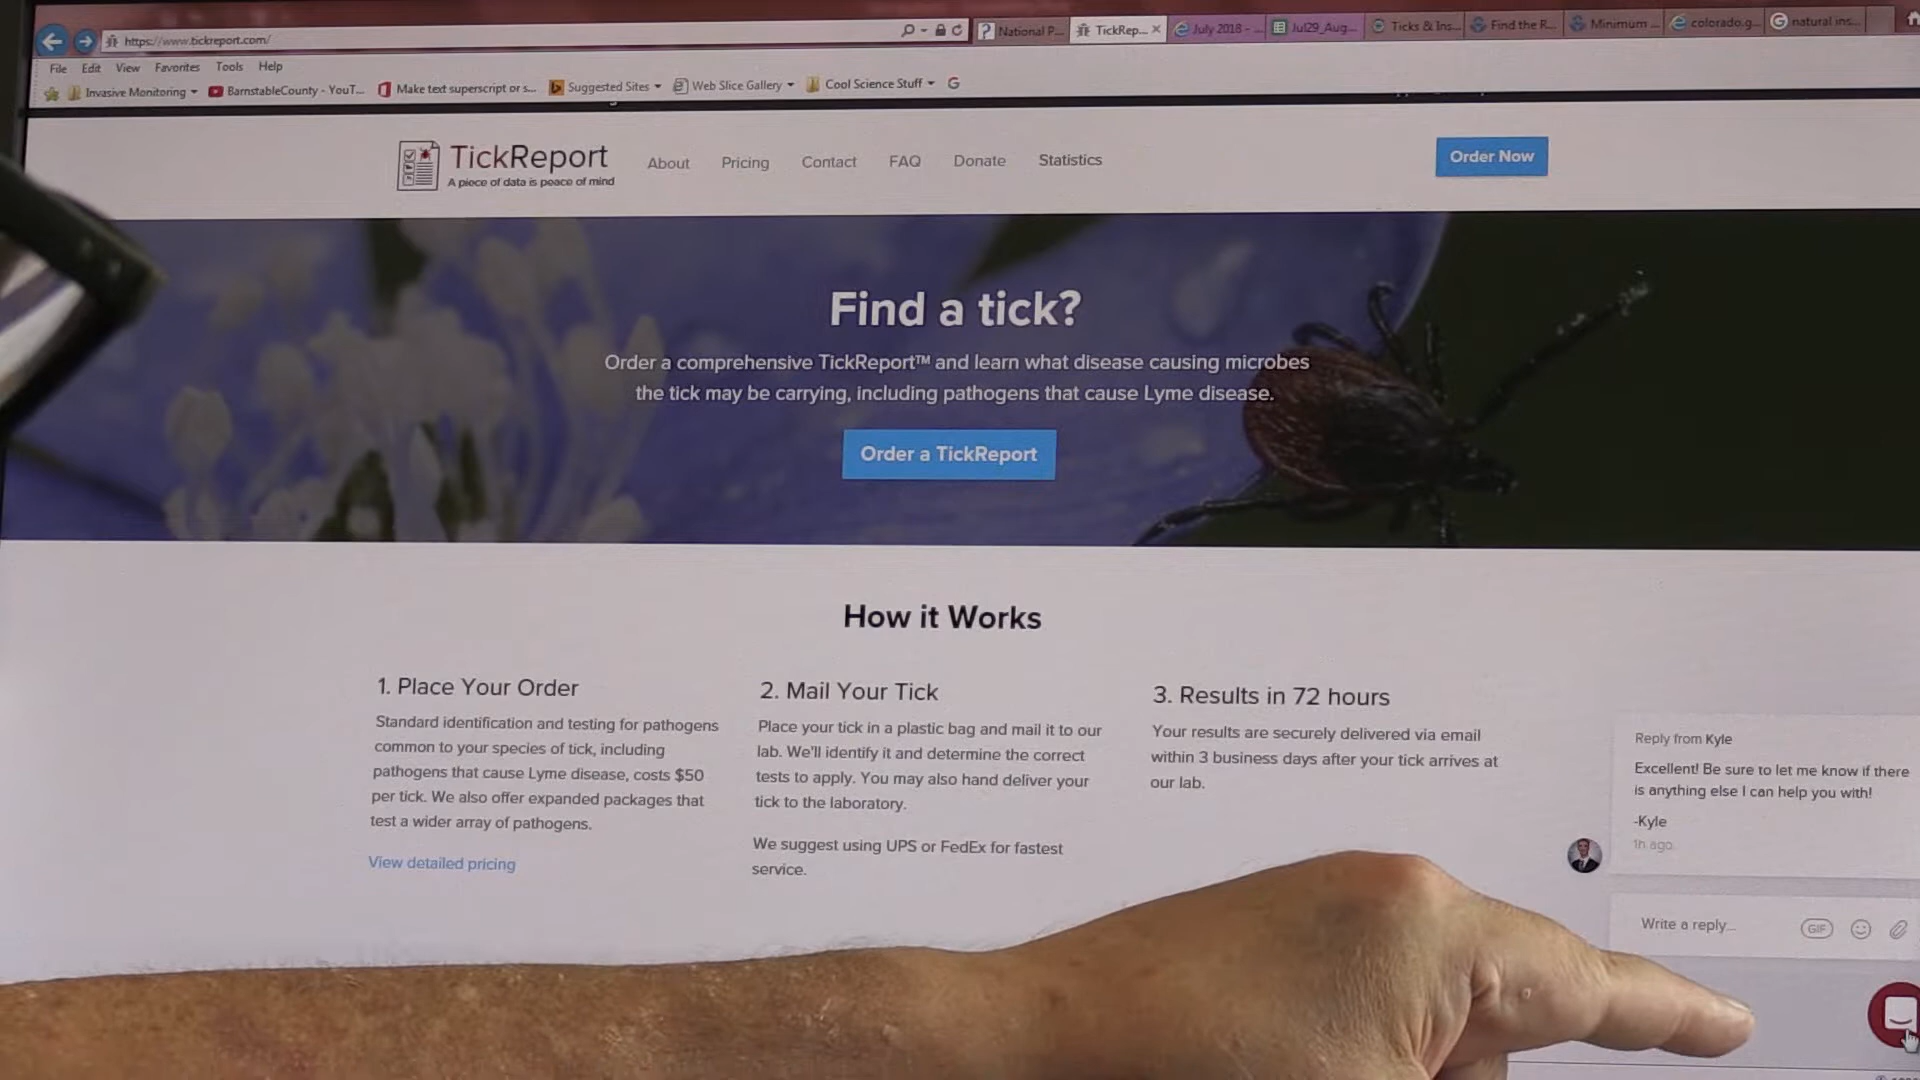 https://www.tickreport.com/
National P...
TickRep...
July 2018 - ...
Jul29_Aug...
Ticks & Ins...
Find the R...
Minimum ...
colorado.g...
natural ins...
File Edit View Favorites Tools Help
Invasive Monitoring
BarnstableCounty - YouT...
Make text superscript or s...
Suggested Sites
Web Slice Gallery
Cool Science Stuff
TickReport
A piece of data is peace of mind
About
Pricing
Contact
FAQ
Donate
Statistics
Order Now
Find a tick?
Order a comprehensive TickReport™ and learn what disease causing microbes
the tick may be carrying, including pathogens that cause Lyme disease.
Order a TickReport
How it Works
1. Place Your Order
Standard identification and testing for pathogens
common to your species of tick, including
pathogens that cause Lyme disease, costs $50
per tick. We also offer expanded packages that
test a wider array of pathogens.
View detailed pricing
2. Mail Your Tick
Place your tick in a plastic bag and mail it to our
lab. We'll identify it and determine the correct
tests to apply. You may also hand deliver your
tick to the laboratory.
We suggest using UPS or FedEx for fastest
service.
3. Results in 72 hours
Your results are securely delivered via email
within 3 business days after your tick arrives at
our lab.
Reply from Kyle
Excellent! Be sure to let me know if there
is anything else I can help you with!
-Kyle
1h ago
Write a reply...
GIF